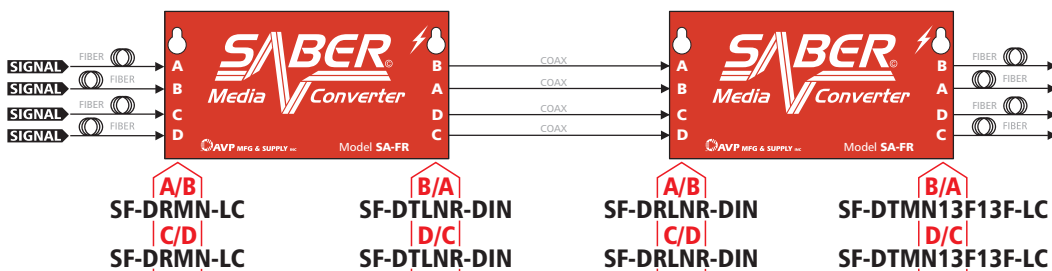 SABER©
Media Converter
AVP MFG & SUPPLY INC Model SA-FR
SIGNAL FIBER A
SIGNAL FIBER B
SIGNAL FIBER C
SIGNAL FIBER D
B COAX
A
D
C COAX
SABER©
Media Converter
AVP MFG & SUPPLY INC Model SA-FR
A
B
C
D
B FIBER
A FIBER
D FIBER
C FIBER
A/B
SF-DRMN-LC
C/D
SF-DRMN-LC
B/A
SF-DTLNR-DIN
D/C
SF-DTLNR-DIN
A/B
SF-DRLNR-DIN
C/D
SF-DRLNR-DIN
B/A
SF-DTMN13F13F-LC
D/C
SF-DTMN13F13F-LC